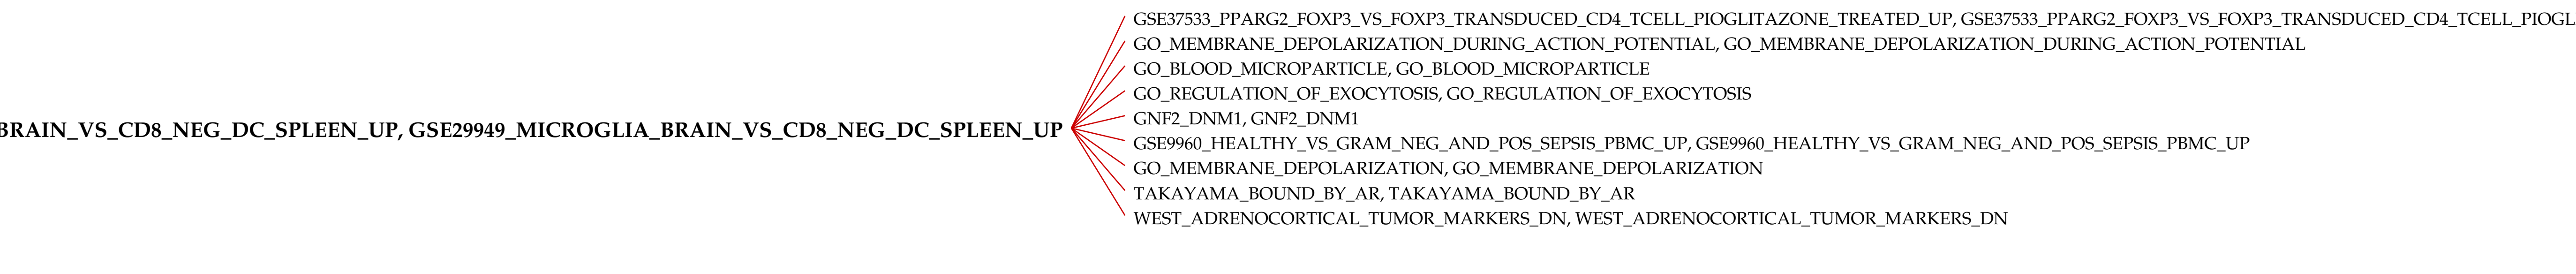 GSE37533_PPARG2_FOXP3_VS_FOXP3_TRANSDUCED_CD4_TCELL_PIOGLITAZONE_TREATED_UP, GSE37533_PPARG2_FOXP3_VS_FOXP3_TRANSDUCED_CD4_TCELL_PIOGL
GO_MEMBRANE_DEPOLARIZATION_DURING_ACTION_POTENTIAL, GO_MEMBRANE_DEPOLARIZATION_DURING_ACTION_POTENTIAL
GO_BLOOD_MICROPARTICLE, GO_BLOOD_MICROPARTICLE
GO_REGULATION_OF_EXOCYTOSIS, GO_REGULATION_OF_EXOCYTOSIS
GNF2_DNM1, GNF2_DNM1
BRAIN_VS_CD8_NEG_DC_SPLEEN_UP, GSE29949_MICROGLIA_BRAIN_VS_CD8_NEG_DC_SPLEEN_UP
GSE9960_HEALTHY_VS_GRAM_NEG_AND_POS_SEPSIS_PBMC_UP, GSE9960_HEALTHY_VS_GRAM_NEG_AND_POS_SEPSIS_PBMC_UP
GO_MEMBRANE_DEPOLARIZATION, GO_MEMBRANE_DEPOLARIZATION
TAKAYAMA_BOUND_BY_AR, TAKAYAMA_BOUND_BY_AR
WEST_ADRENOCORTICAL_TUMOR_MARKERS_DN, WEST_ADRENOCORTICAL_TUMOR_MARKERS_DN